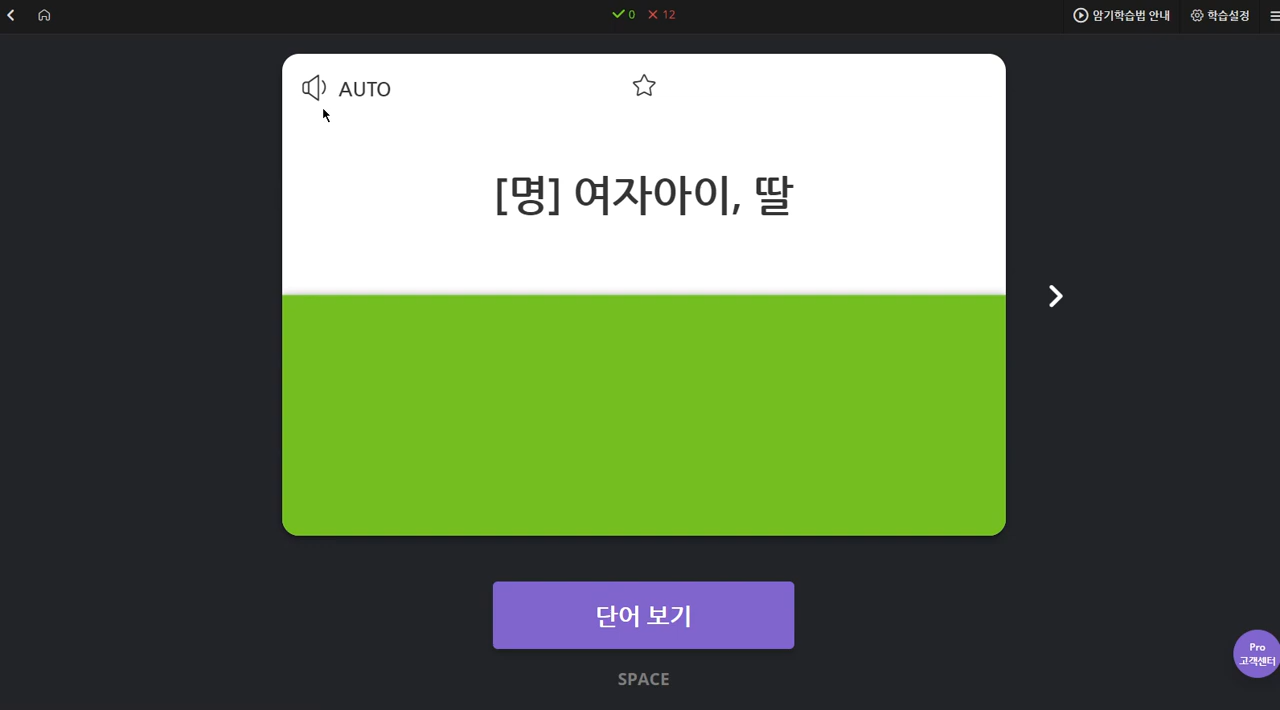 0 12 암기학습법 안내 학습설정
AUTO
[명] 여자아이, 딸
단어 보기
SPACE
Pro
고객센터